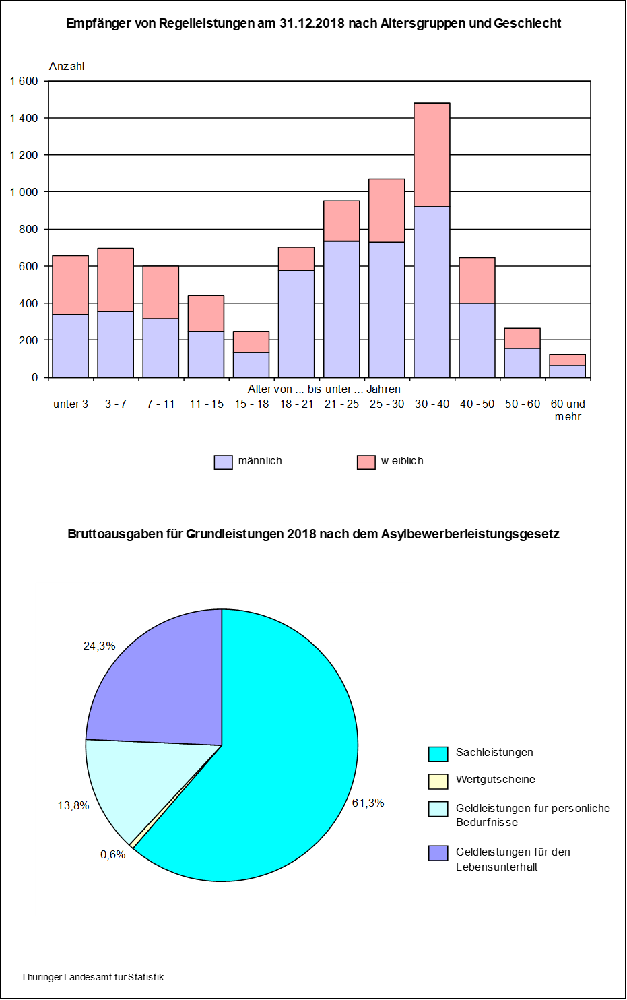 Empfänger von Regelleistungen am 31.12.2018 nach Altersgruppen und Geschlecht
Anzahl
1 600
1 400
1 200
1 000
800
600
400
200
0
Alter von ... bis unter ... Jahren
unter 3 3 - 7 7 - 11 11 - 15 15 - 18 18 - 21 21 - 25 25 - 30 30 - 40 40 - 50 50 - 60 60 und
mehr
männlich weiblich
Bruttoausgaben für Grundleistungen 2018 nach dem Asylbewerberleistungsgesetz
24,3%
13,8%
0,6%
61,3%
Sachleistungen
Wertgutscheine
Geldleistungen für persönliche
Bedürfnisse
Geldleistungen für den
Lebensunterhalt
Thüringer Landesamt für Statistik